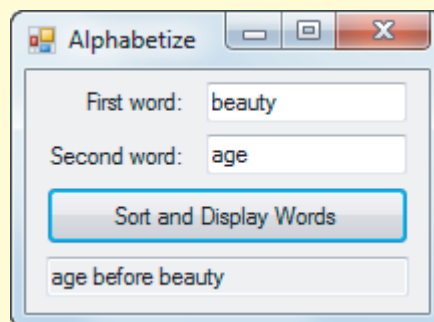 Alphabetize
First word: beauty
Second word: age
Sort and Display Words
age before beauty